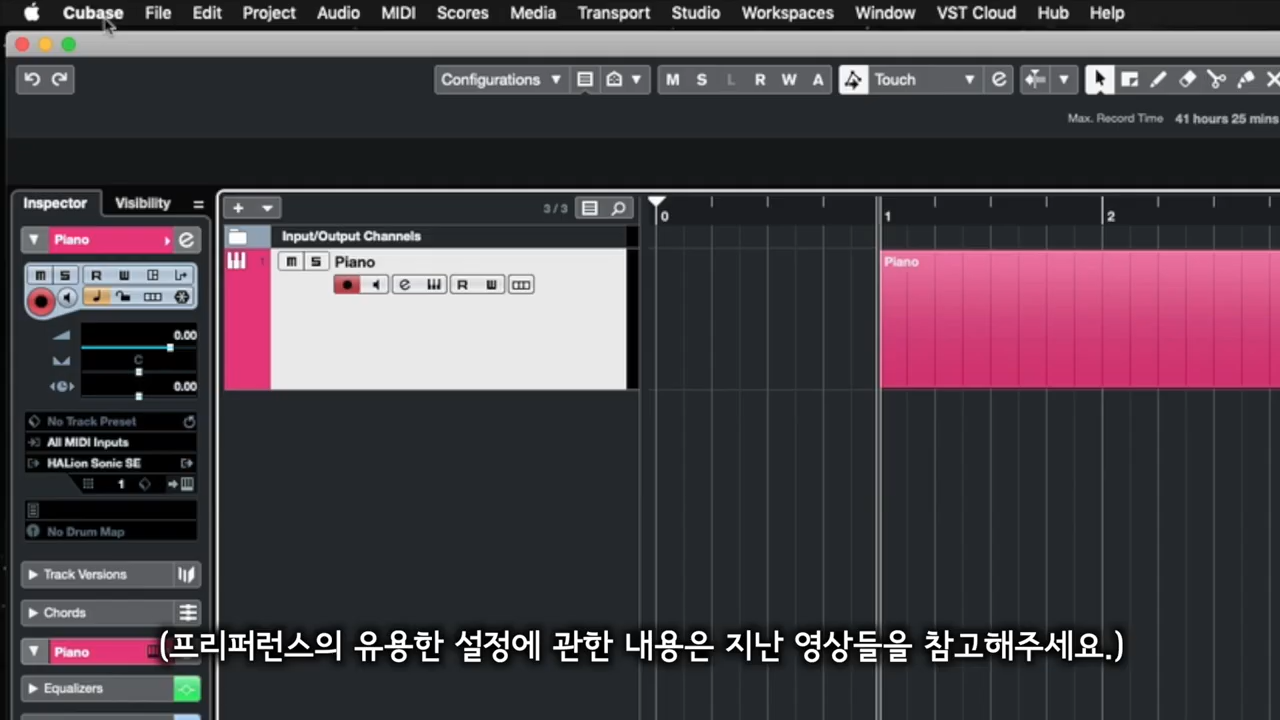 Cubase File Edit Project Audio MIDI Scores Media Transport Studio Workspaces Window VST Cloud Hub Help
Configurations M S L R W A Touch
Max. Record Time 41 hours 25 mins
Inspector Visibility
3 / 3
0 1 2
Piano
Input/Output Channels
m S R W
1 m S Piano
Piano
R W
0.00
C
0.00
No Track Preset
All MIDI Inputs
HALion Sonic SE
1
No Drum Map
Track Versions
Chords
Piano
(프리퍼런스의 유용한 설정에 관한 내용은 지난 영상들을 참고해주세요.)
Equalizers